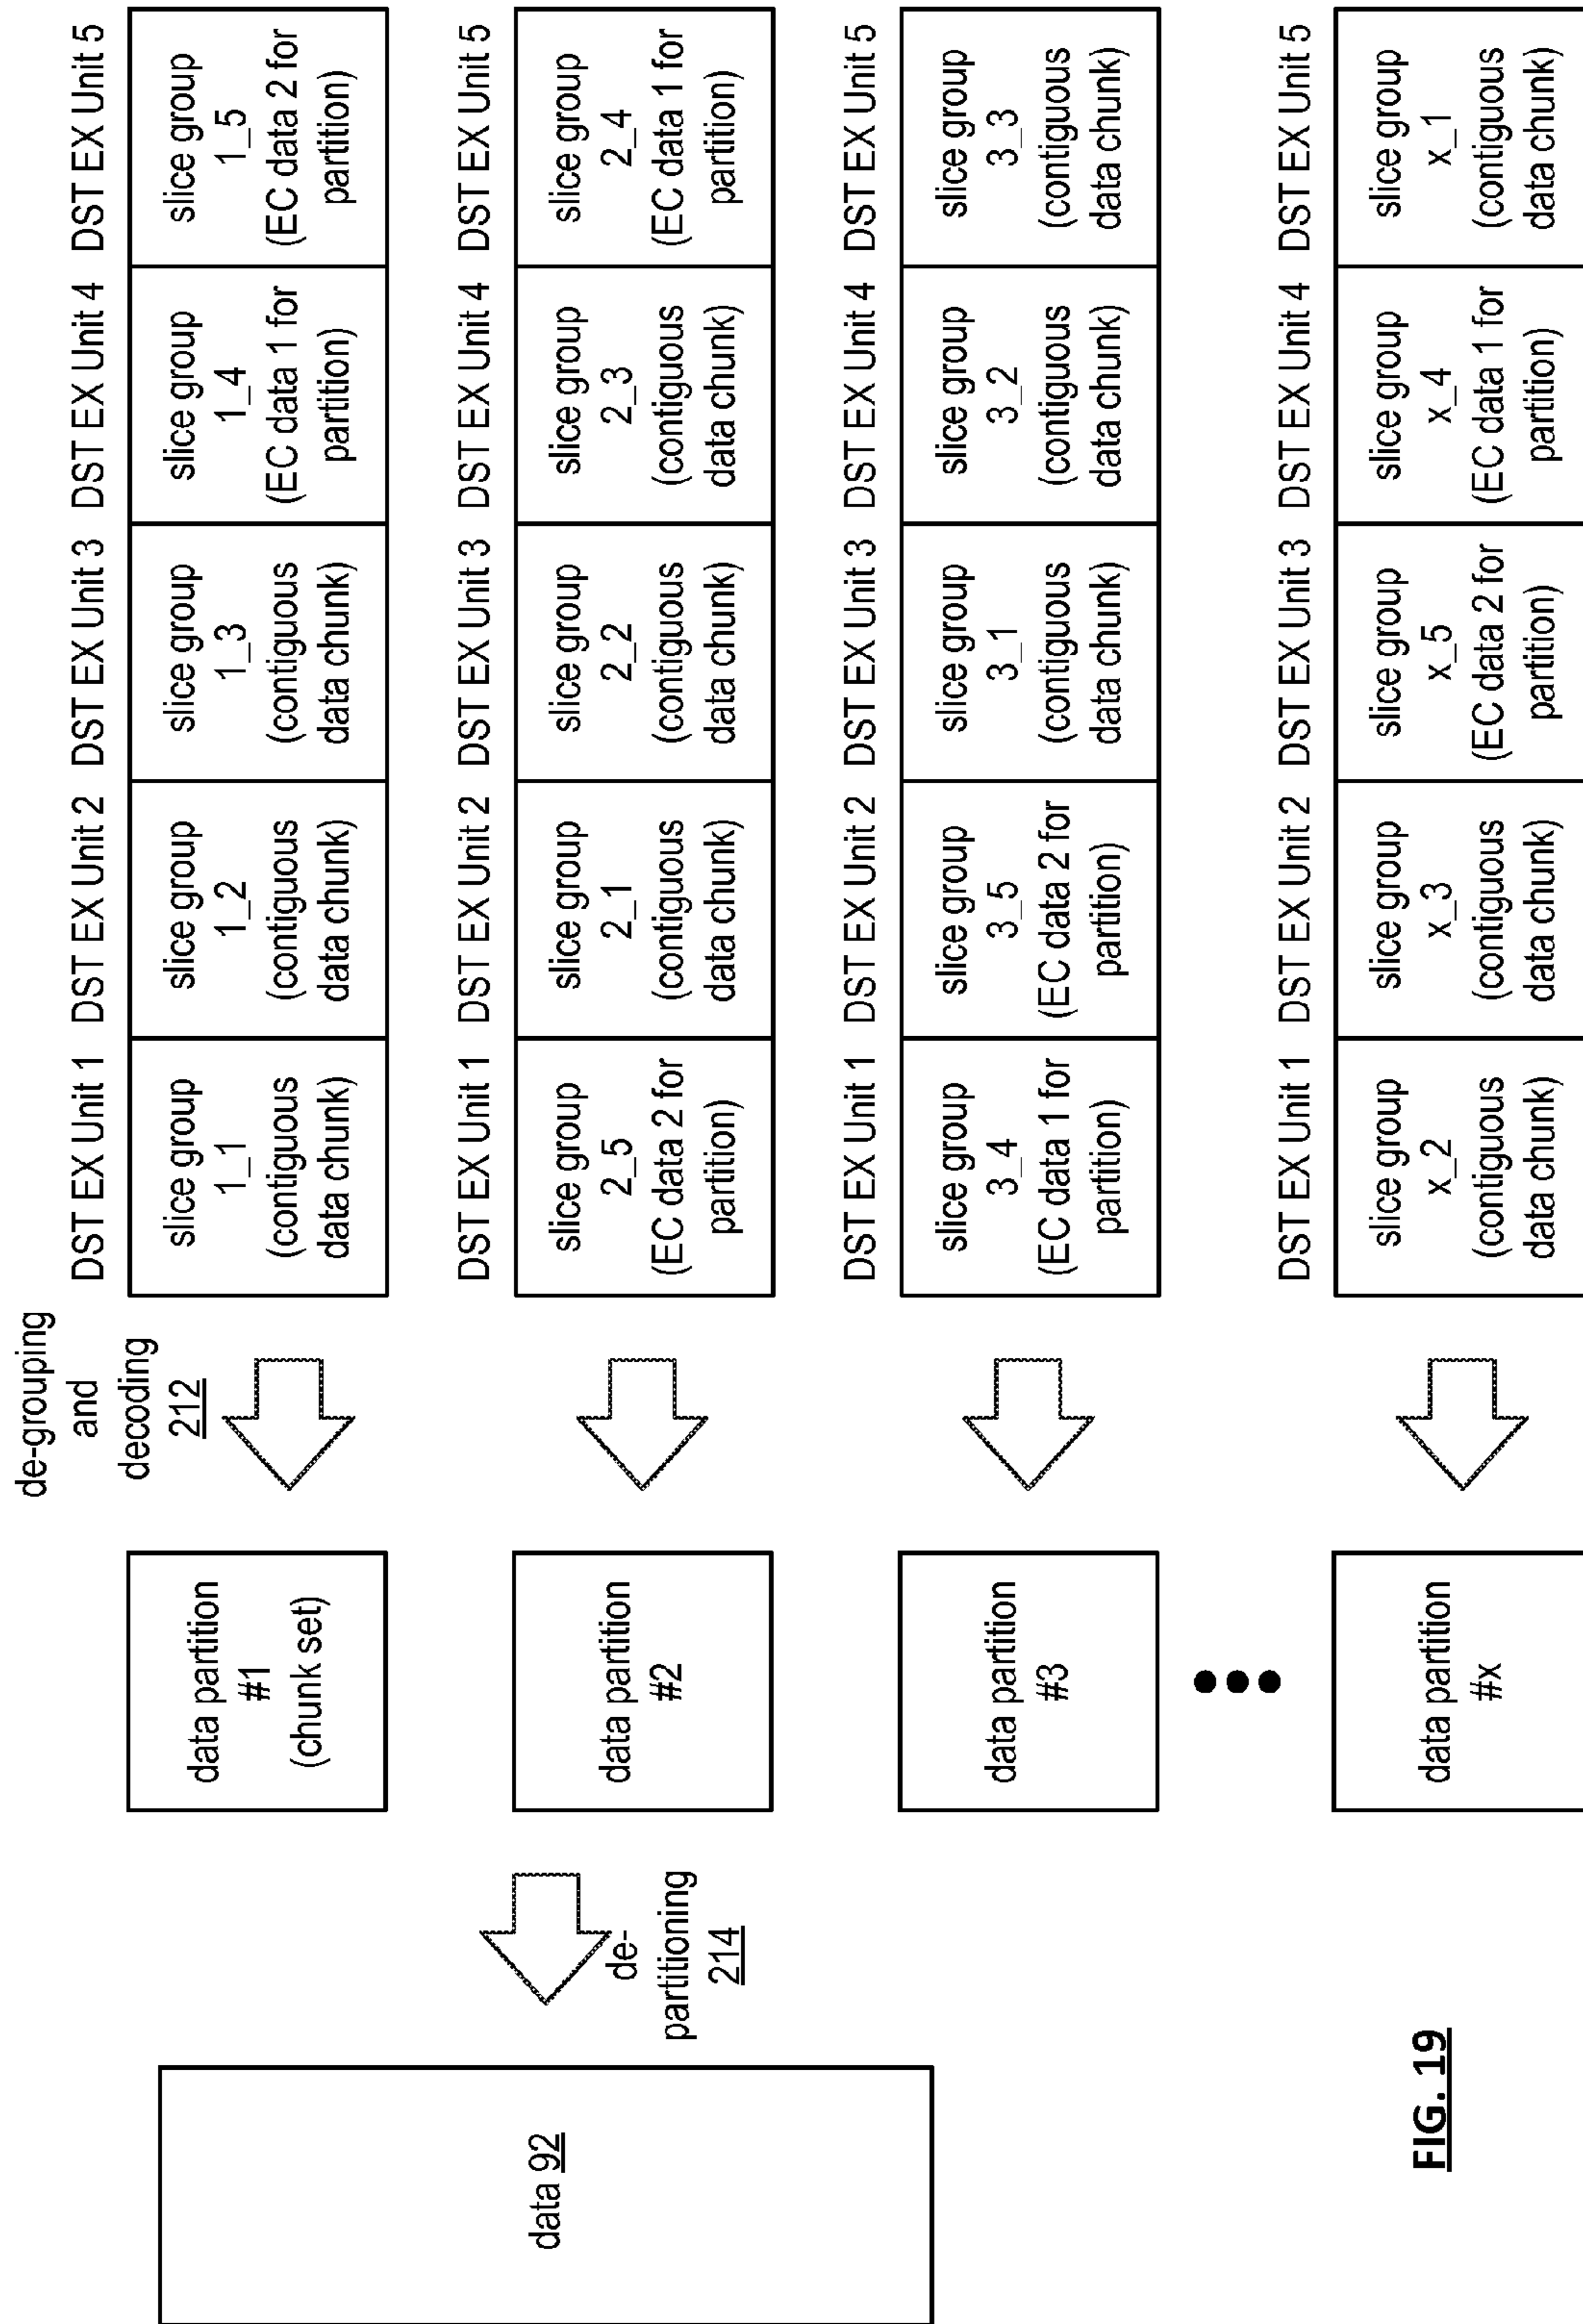 de-grouping
and
decoding
212
DST EX Unit 1 DST EX Unit 2 DST EX Unit 3 DST EX Unit 4 DST EX Unit 5
data 92
de-
partitioning
214
data partition
#1
(chunk set)
slice group
1_1
(contiguous
data chunk)
slice group
1_2
(contiguous
data chunk)
slice group
1_3
(contiguous
data chunk)
slice group
1_4
(EC data 1 for
partition)
slice group
1_5
(EC data 2 for
partition)
DST EX Unit 1 DST EX Unit 2 DST EX Unit 3 DST EX Unit 4 DST EX Unit 5
data partition
#2
slice group
2_5
(EC data 2 for
partition)
slice group
2_1
(contiguous
data chunk)
slice group
2_2
(contiguous
data chunk)
slice group
2_3
(contiguous
data chunk)
slice group
2_4
(EC data 1 for
partition)
DST EX Unit 1 DST EX Unit 2 DST EX Unit 3 DST EX Unit 4 DST EX Unit 5
data partition
#3
slice group
3_4
(EC data 1 for
partition)
slice group
3_5
(EC data 2 for
partition)
slice group
3_1
(contiguous
data chunk)
slice group
3_2
(contiguous
data chunk)
slice group
3_3
(contiguous
data chunk)
DST EX Unit 1 DST EX Unit 2 DST EX Unit 3 DST EX Unit 4 DST EX Unit 5
data partition
#x
slice group
x_2
(contiguous
data chunk)
slice group
x_3
(contiguous
data chunk)
slice group
x_5
(EC data 2 for
partition)
slice group
x_4
(EC data 1 for
partition)
slice group
x_1
(contiguous
data chunk)
FIG. 19